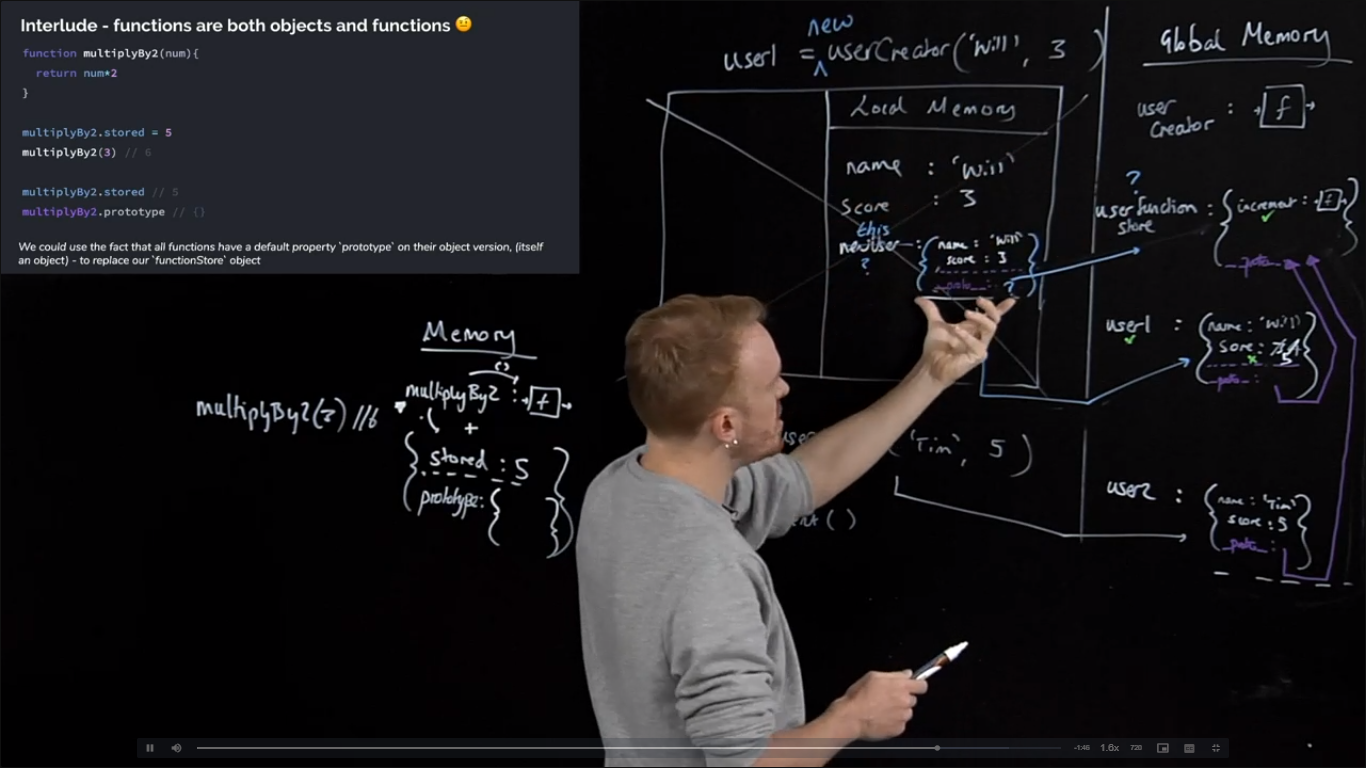 Interlude - functions are both objects and functions 🤨
function multiplyBy2(num){
return num*2
}
multiplyBy2.stored = 5
multiplyBy2(3) // 6
multiplyBy2.stored // 5
multiplyBy2.prototype // {}
We could use the fact that all functions have a default property `prototype` on their object version, (itself
an object) - to replace our `functionStore` object
new
user1 = userCreator('Will', 3 )
Local Memory
name : 'Will'
Score : 3
this
newUser : { name : 'Will'
score : 3
__proto__ : ? }
?
Global Memory
user
Creator : f
?
userfunction
store : { increment : f
__proto__ }
user1 : { name : 'Will'
Score : 5
__proto__ : }
'Tim', 5 )
( )
user2 : { name : 'Tim'
score : 5
__proto__ : }
Memory
()
multiplyBy2 : f
+
{ stored : 5
prototype: { } }
multiplyBy2(3) //6
-1:46 1.6x 720